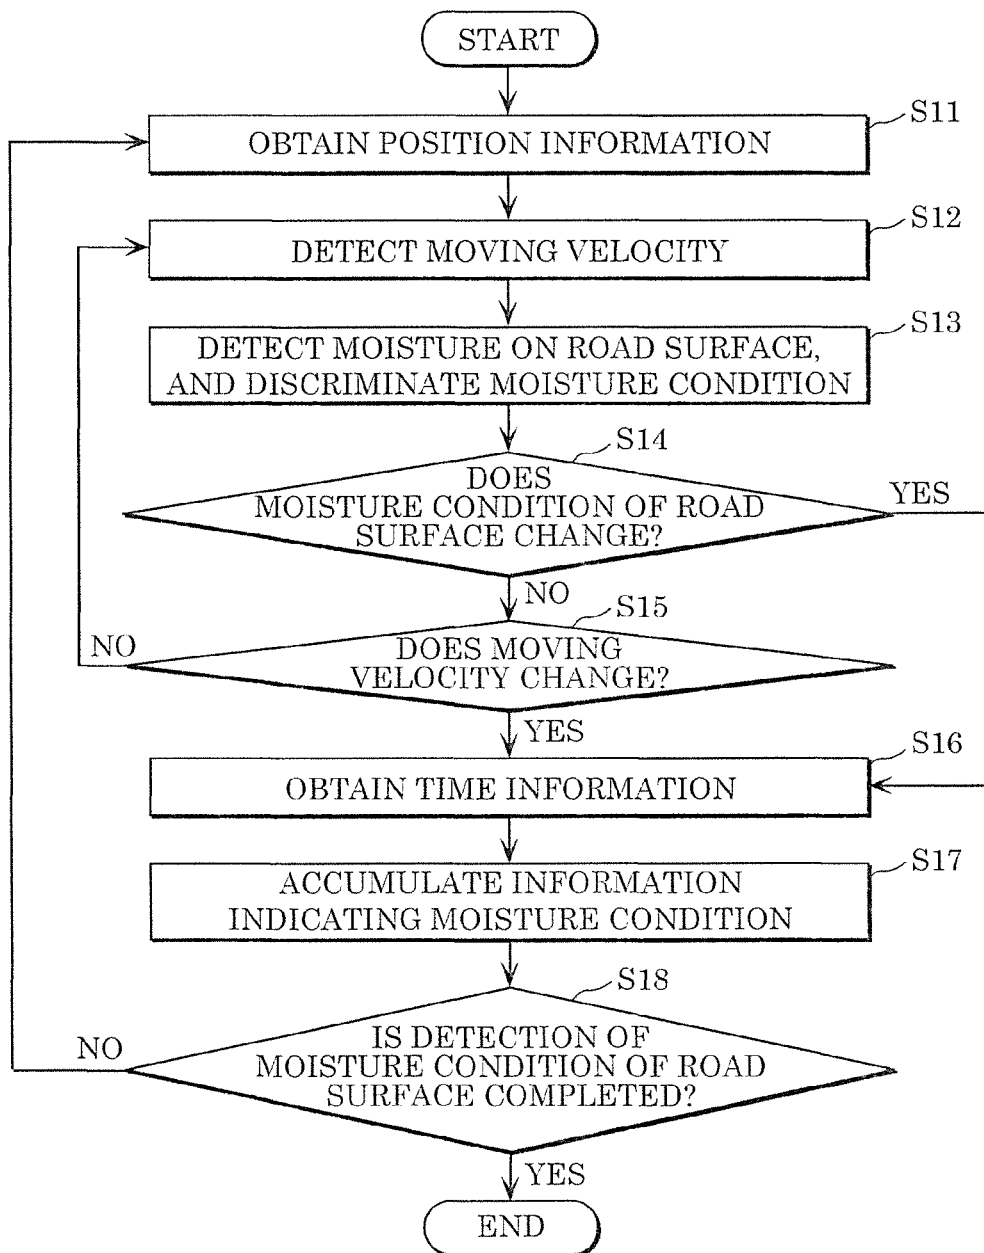 START
S11
OBTAIN POSITION INFORMATION
S12
DETECT MOVING VELOCITY
S13
DETECT MOISTURE ON ROAD SURFACE,
AND DISCRIMINATE MOISTURE CONDITION
S14
DOES
MOISTURE CONDITION OF ROAD
SURFACE CHANGE?
YES
NO
S15
NO
DOES MOVING
VELOCITY CHANGE?
YES
S16
OBTAIN TIME INFORMATION
S17
ACCUMULATE INFORMATION
INDICATING MOISTURE CONDITION
S18
NO
IS DETECTION OF
MOISTURE CONDITION OF ROAD
SURFACE COMPLETED?
YES
END